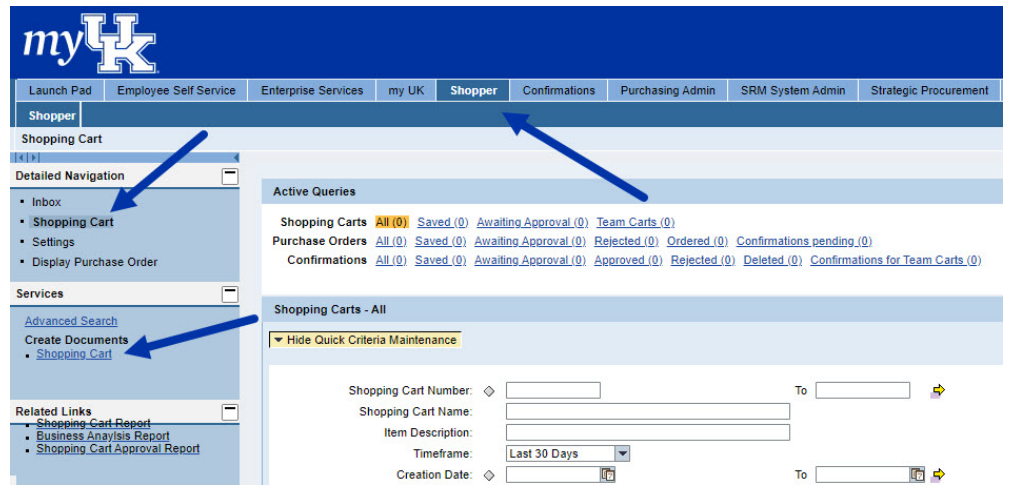 myUK
Launch Pad Employee Self Service Enterprise Services my UK Shopper Confirmations Purchasing Admin SRM System Admin Strategic Procurement
Shopper
Shopping Cart
Detailed Navigation
Inbox
Shopping Cart
Settings
Display Purchase Order
Services
Advanced Search
Create Documents
Shopping Cart
Related Links
Shopping Cart Report
Business Anaylsis Report
Shopping Cart Approval Report
Active Queries
Shopping Carts All (0) Saved (0) Awaiting Approval (0) Team Carts (0)
Purchase Orders All (0) Saved (0) Awaiting Approval (0) Rejected (0) Ordered (0) Confirmations pending (0)
Confirmations All (0) Saved (0) Awaiting Approval (0) Approved (0) Rejected (0) Deleted (0) Confirmations for Team Carts (0)
Shopping Carts - All
Hide Quick Criteria Maintenance
Shopping Cart Number: To
Shopping Cart Name:
Item Description:
Timeframe: Last 30 Days
Creation Date: To